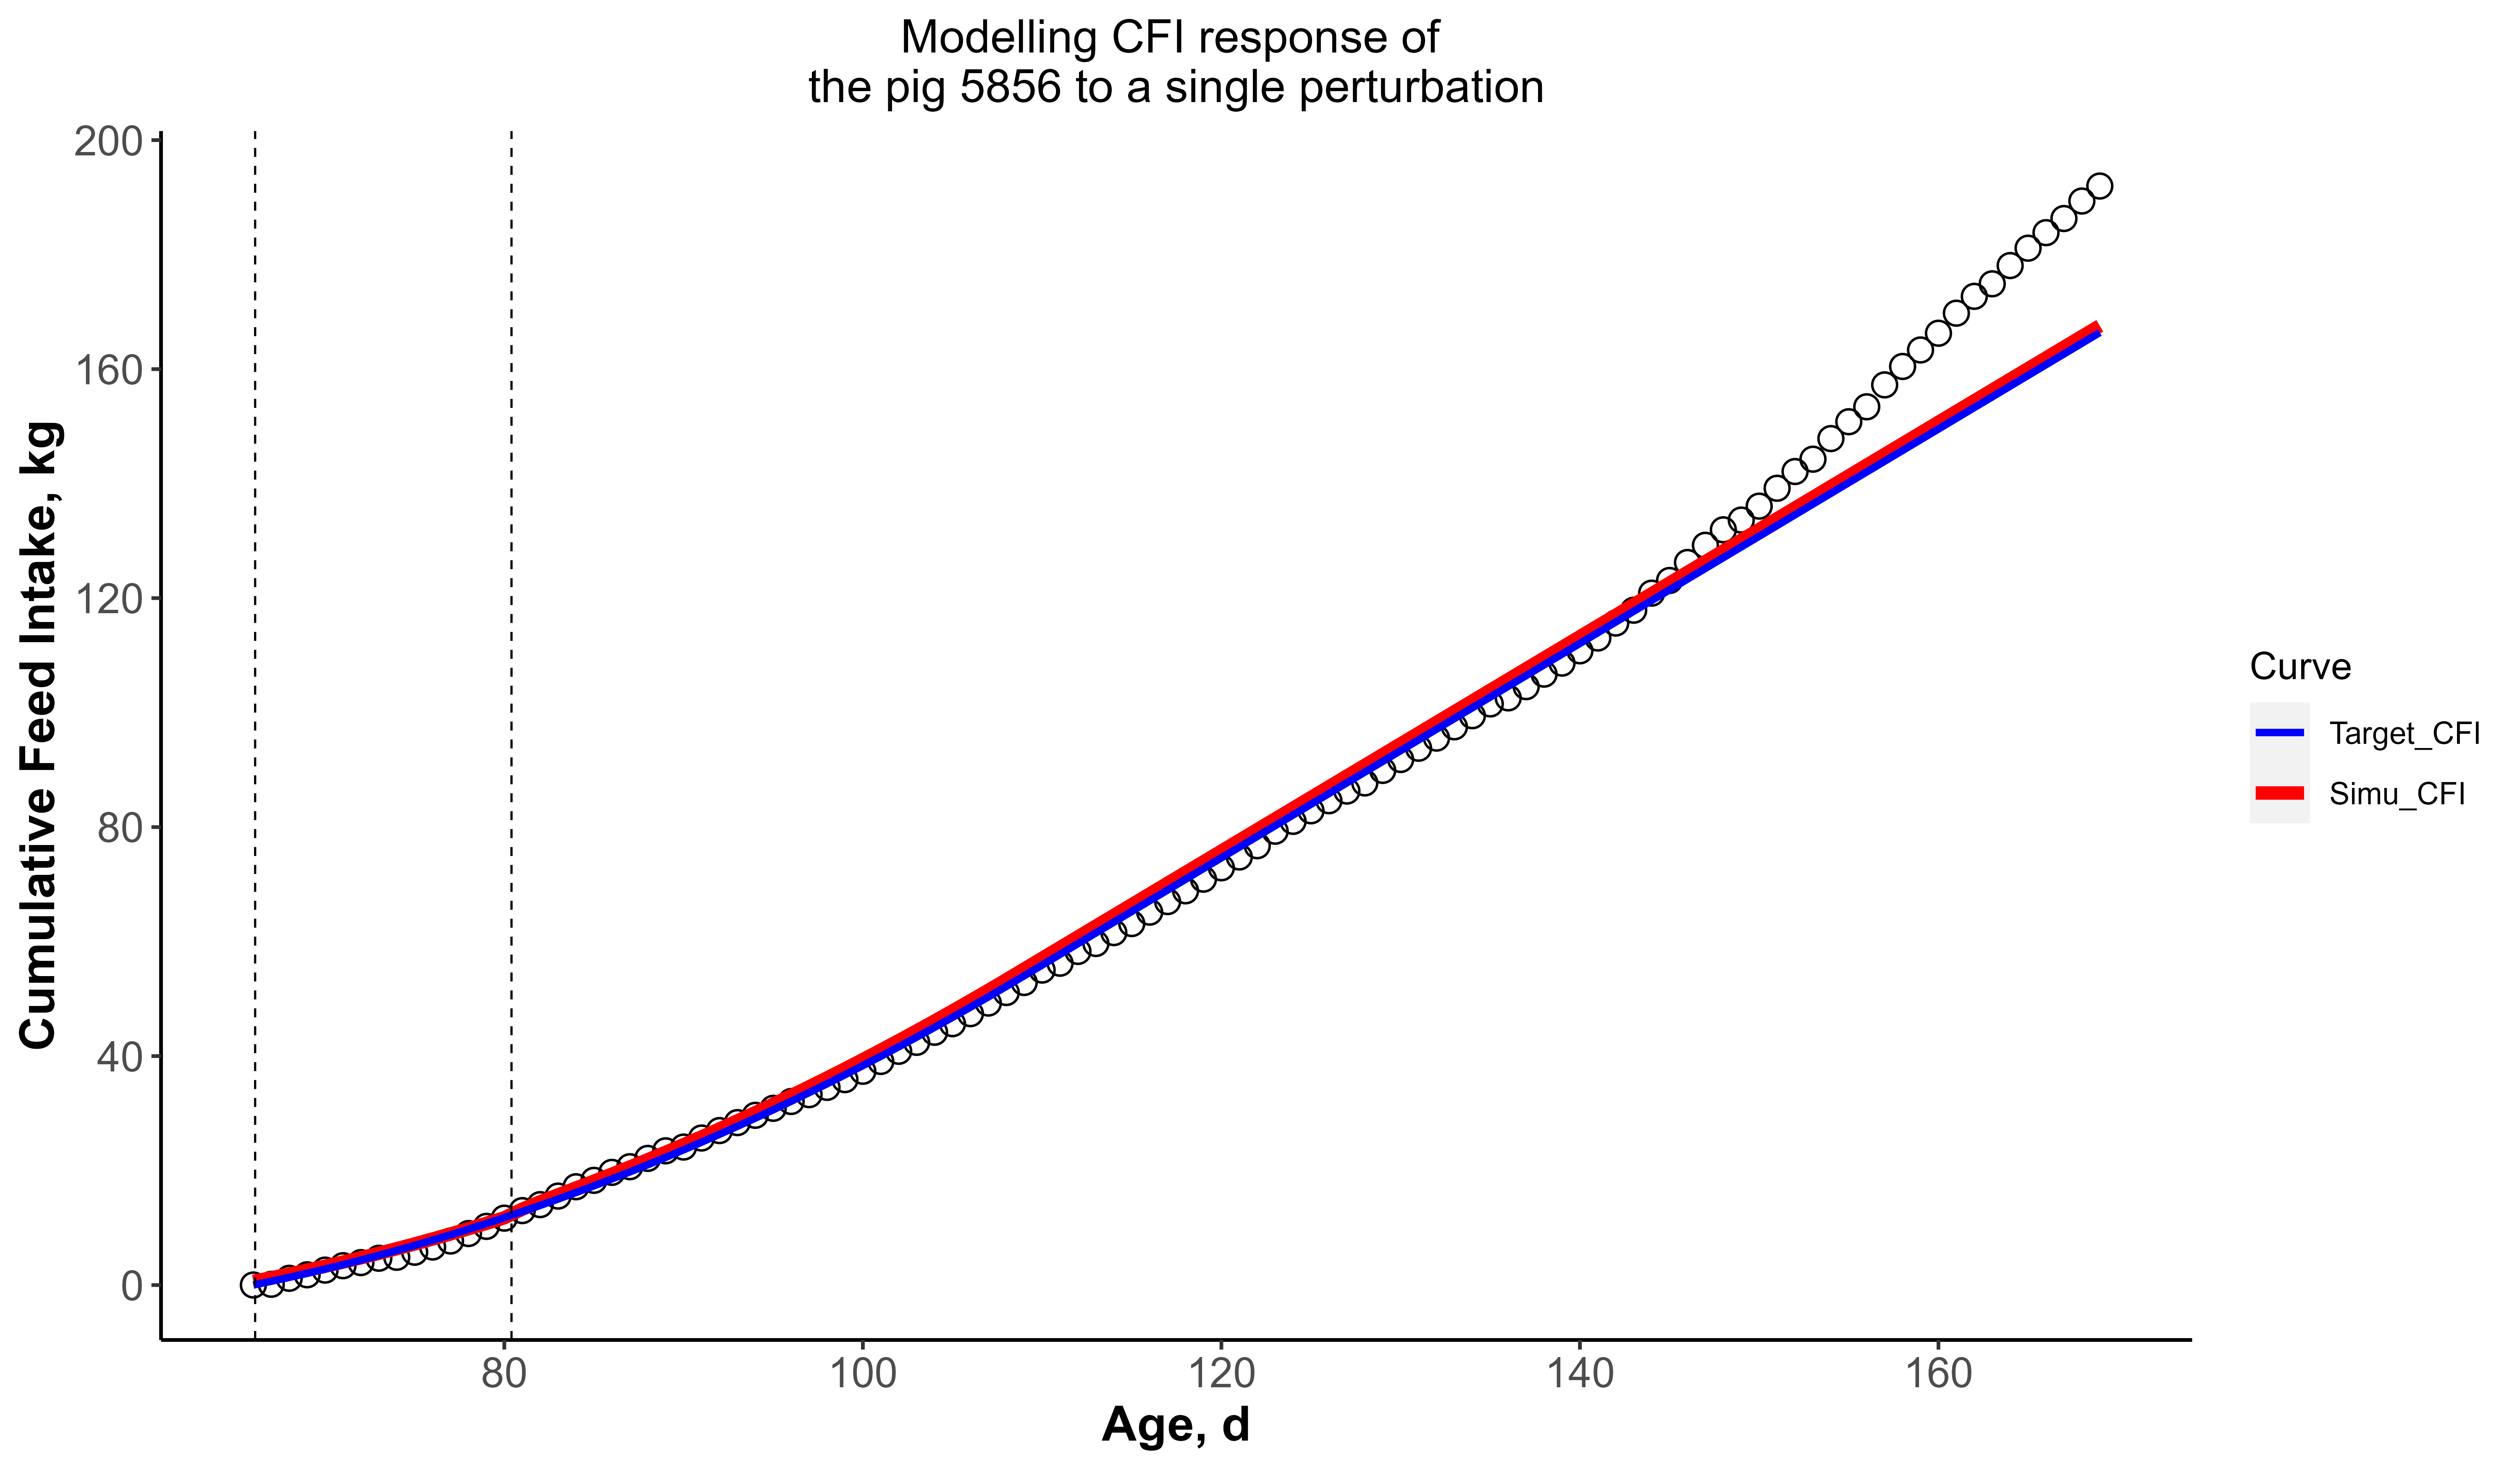 Modelling CFI response of
the pig 5856 to a single perturbation
Cumulative Feed Intake, kg
200
160
120
80
40
0
80
100
120
140
160
Age, d
Curve
Target_CFI
Simu_CFI